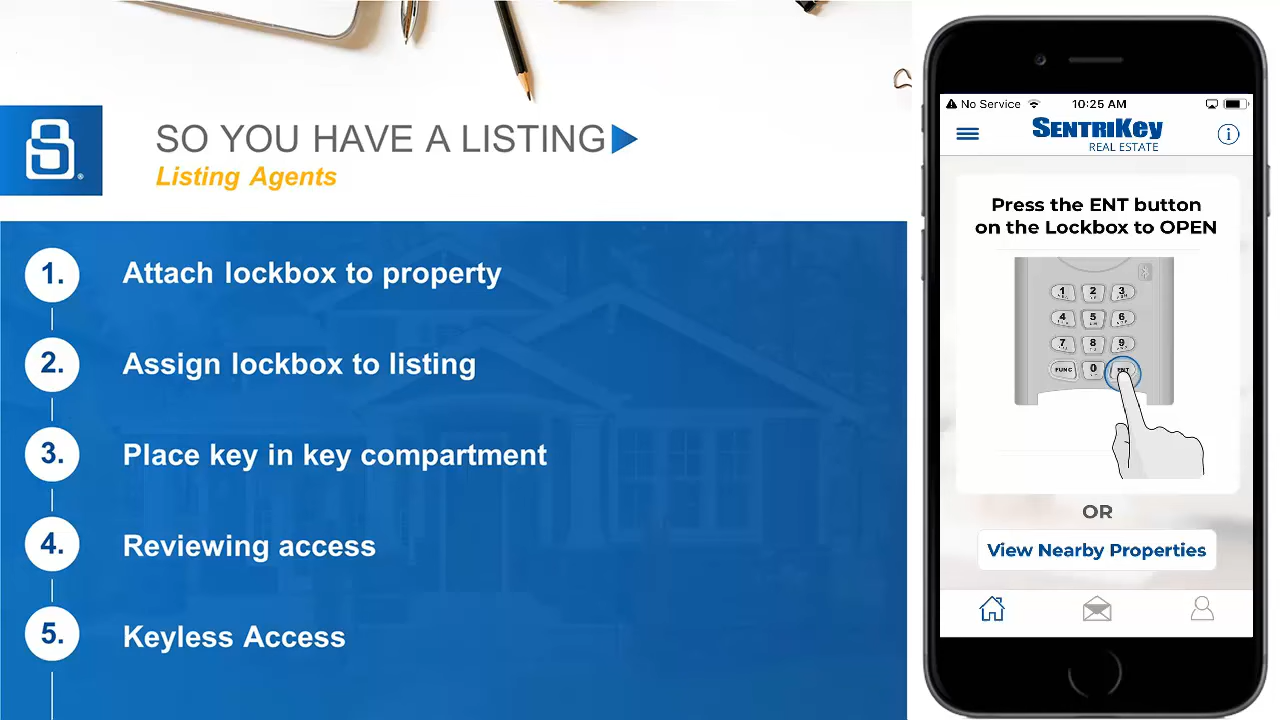 SO YOU HAVE A LISTING
Listing Agents
1. Attach lockbox to property
2. Assign lockbox to listing
3. Place key in key compartment
4. Reviewing access
5. Keyless Access
No Service 10:25 AM
SENTRIKEY
REAL ESTATE
Press the ENT button
on the Lockbox to OPEN
1 2 3
4 5 6
7 8 9
FUNC 0 ENT
OR
View Nearby Properties